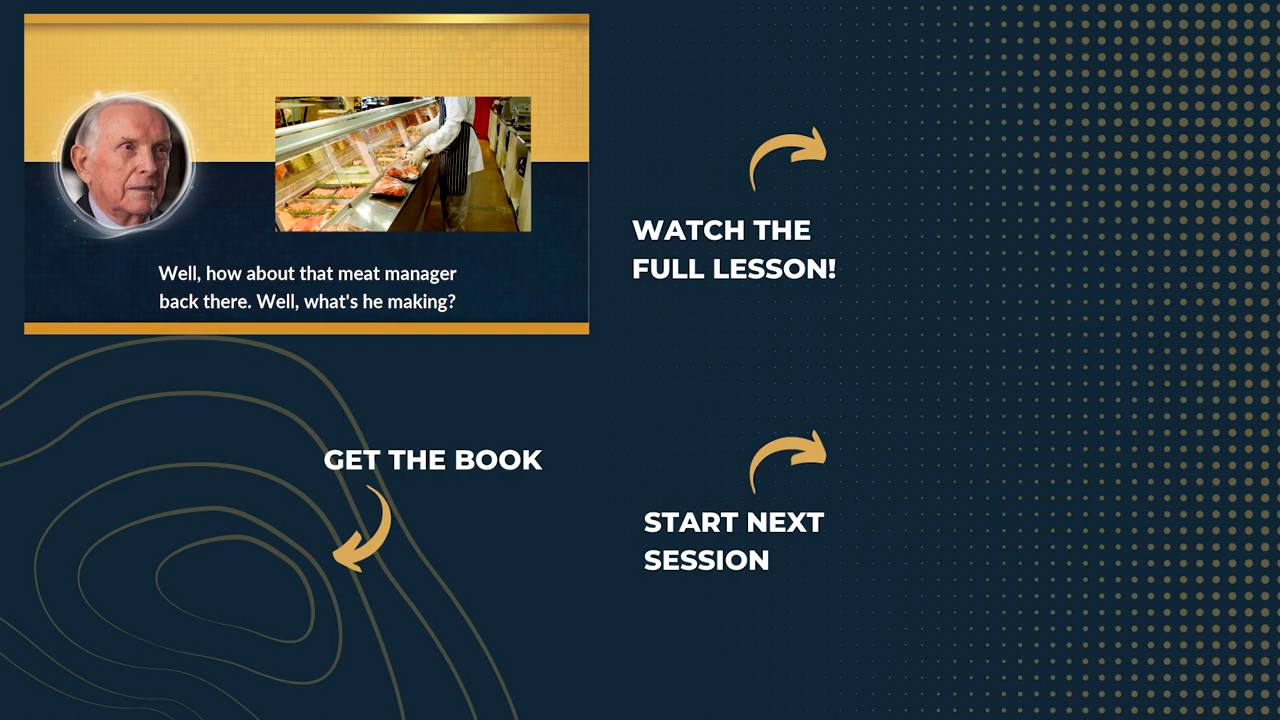 Well, how about that meat manager
back there. Well, what's he making?
WATCH THE
FULL LESSON!
GET THE BOOK
START NEXT
SESSION